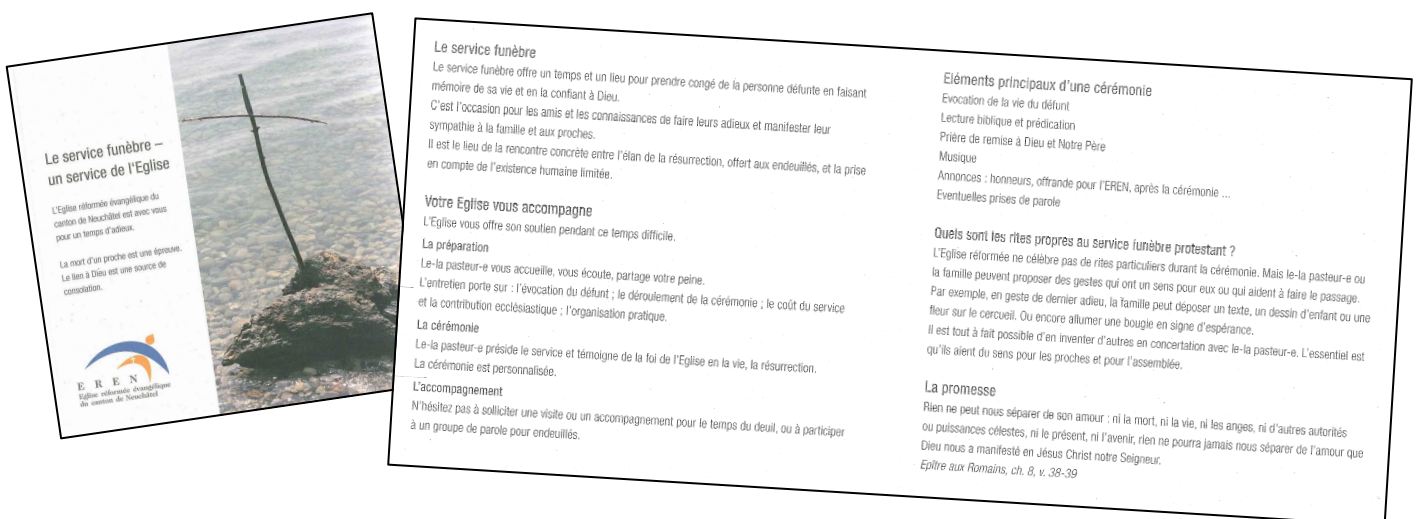 Le service funèbre –
un service de l'Eglise
L'Eglise réformée évangélique du
canton de Neuchâtel est avec vous
pour un temps d'adieux.
La mort d'un proche est une épreuve.
Le lien à Dieu est une source de
consolation.
E R E N
Eglise réformée évangélique
du canton de Neuchâtel
Le service funèbre
Le service funèbre offre un temps et un lieu pour prendre congé de la personne défunte en faisant
mémoire de sa vie et en la confiant à Dieu.
C'est l'occasion pour les amis et les connaissances de faire leurs adieux et manifester leur
sympathie à la famille et aux proches.
Il est le lieu de la rencontre concrète entre l'élan de la résurrection, offert aux endeuillés, et la prise
en compte de l'existence humaine limitée.
Votre Eglise vous accompagne
L'Eglise vous offre son soutien pendant ce temps difficile.
La préparation
Le-la pasteur-e vous accueille, vous écoute, partage votre peine.
L'entretien porte sur : l'évocation du défunt ; le déroulement de la cérémonie ; le coût du service
et la contribution ecclésiastique ; l'organisation pratique.
La cérémonie
Le-la pasteur-e préside le service et témoigne de la foi de l'Eglise en la vie, la résurrection.
La cérémonie est personnalisée.
L'accompagnement
N'hésitez pas à solliciter une visite ou un accompagnement pour le temps du deuil, ou à participer
à un groupe de parole pour endeuillés.
Eléments principaux d'une cérémonie
Evocation de la vie du défunt
Lecture biblique et prédication
Prière de remise à Dieu et Notre Père
Musique
Annonces : honneurs, offrande pour l'EREN, après la cérémonie ...
Eventuelles prises de parole
Quels sont les rites propres au service funèbre protestant ?
L'Eglise réformée ne célèbre pas de rites particuliers durant la cérémonie. Mais le-la pasteur-e ou
la famille peuvent proposer des gestes qui ont un sens pour eux ou qui aident à faire le passage.
Par exemple, en geste de dernier adieu, la famille peut déposer un texte, un dessin d'enfant ou une
fleur sur le cercueil. Ou encore allumer une bougie en signe d'espérance.
Il est tout à fait possible d'en inventer d'autres en concertation avec le-la pasteur-e. L'essentiel est
qu'ils aient du sens pour les proches et pour l'assemblée.
La promesse
Rien ne peut nous séparer de son amour : ni la mort, ni la vie, ni les anges, ni d'autres autorités
ou puissances célestes, ni le présent, ni l'avenir, rien ne pourra jamais nous séparer de l'amour que
Dieu nous a manifesté en Jésus Christ notre Seigneur.
Epître aux Romains, ch. 8, v. 38-39